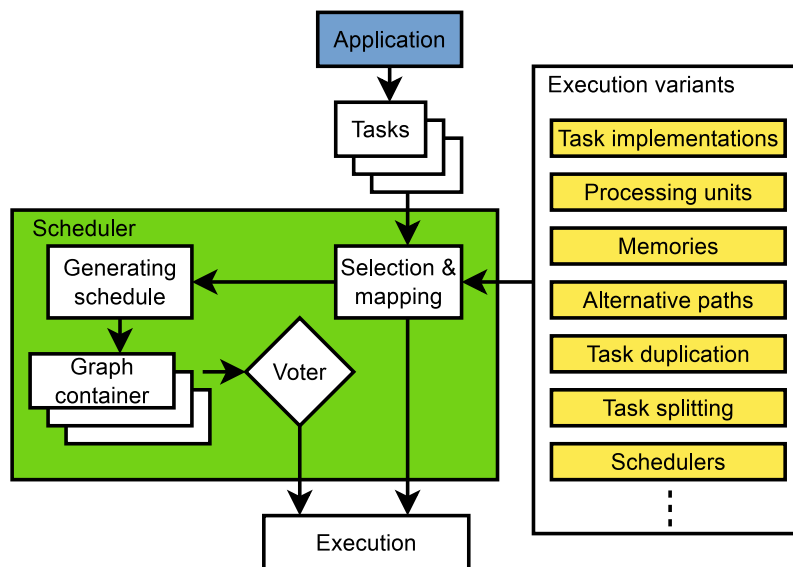 Application
Tasks
Scheduler
Generating
schedule
Selection &
mapping
Graph
container
Voter
Execution
Execution variants
Task implementations
Processing units
Memories
Alternative paths
Task duplication
Task splitting
Schedulers